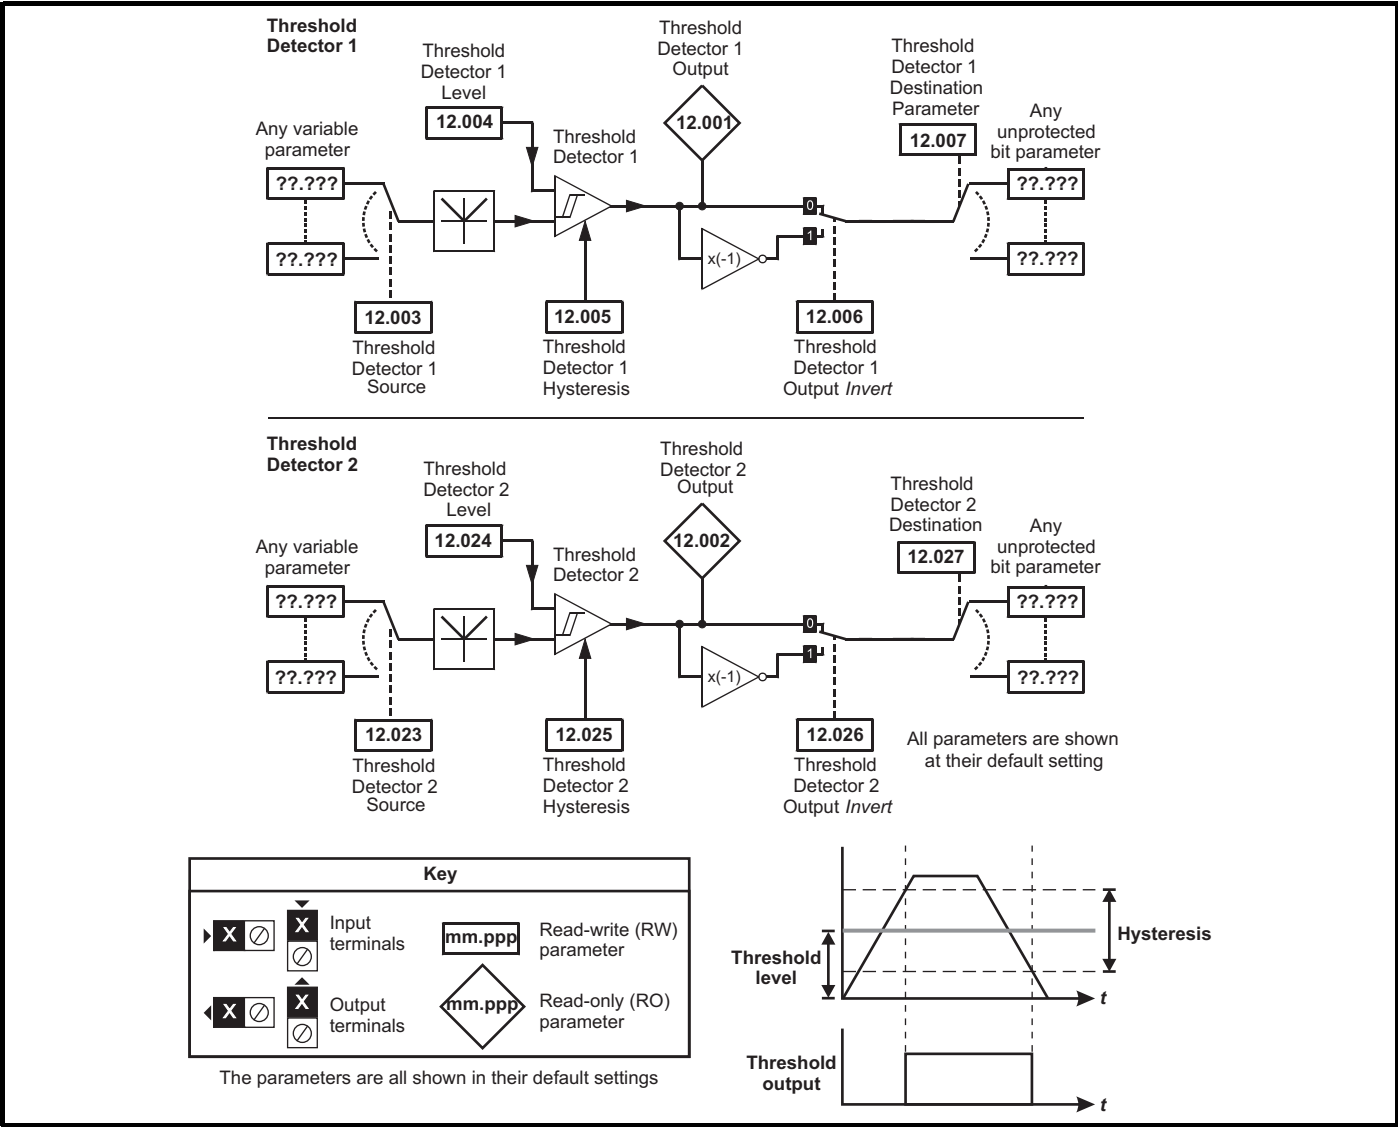 Threshold
Detector 1
Threshold
Detector 1
Level
12.004
Threshold
Detector 1
Output
12.001
Threshold
Detector 1
Destination
Parameter
12.007
Any variable
parameter
??.???
??.???
Threshold
Detector 1
Any
unprotected
bit parameter
??.???
??.???
0
1
x(-1)
12.003
Threshold
Detector 1
Source
12.005
Threshold
Detector 1
Hysteresis
12.006
Threshold
Detector 1
Output Invert
Threshold
Detector 2
Threshold
Detector 2
Level
12.024
Threshold
Detector 2
Output
12.002
Threshold
Detector 2
Destination
12.027
Any variable
parameter
??.???
??.???
Threshold
Detector 2
Any
unprotected
bit parameter
??.???
??.???
0
1
x(-1)
12.023
Threshold
Detector 2
Source
12.025
Threshold
Detector 2
Hysteresis
12.026
Threshold
Detector 2
Output Invert
All parameters are shown
at their default setting
Key
X
X
Input
terminals
mm.ppp
Read-write (RW)
parameter
X
X
Output
terminals
mm.ppp
Read-only (RO)
parameter
The parameters are all shown in their default settings
Threshold
level
Hysteresis
t
Threshold
output
t